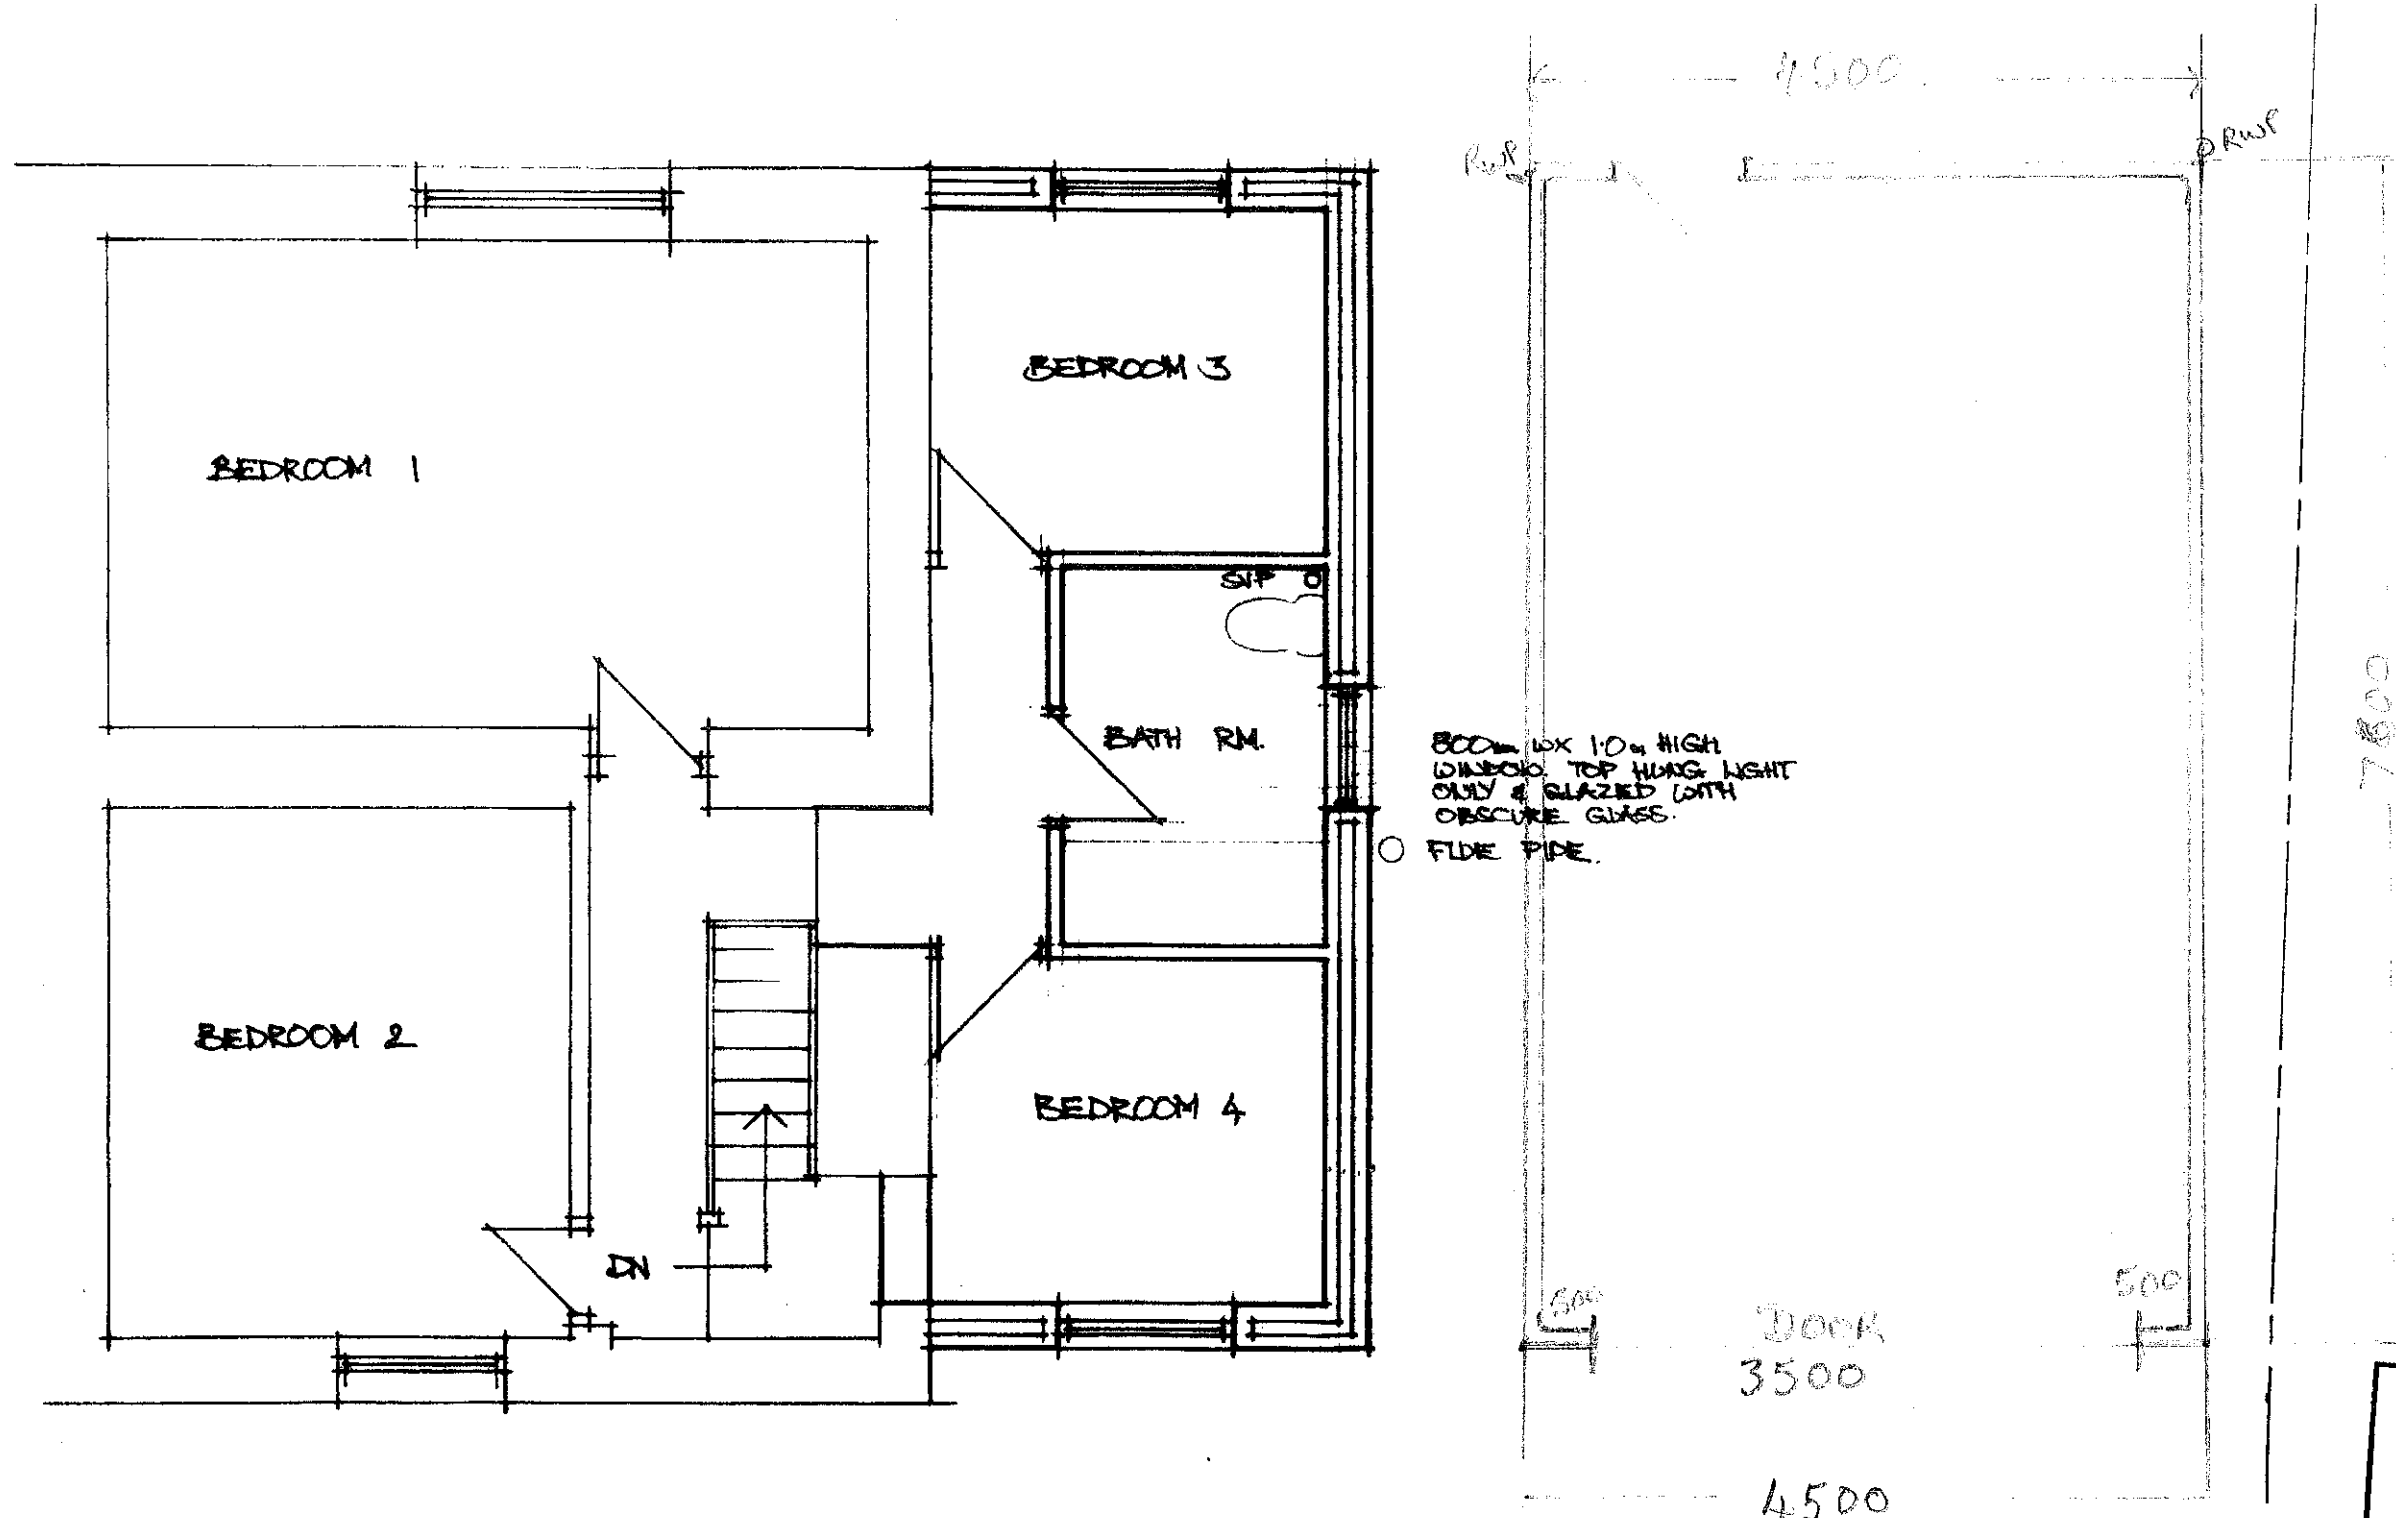 4500
RWP
RWP
BEDROOM 3
BEDROOM 1
SVP
BATH RM.
800mm W X 1.0m HIGH
WINDOW. TOP HUNG LIGHT
ONLY & GLAZED WITH
OBSCURE GLASS.
FLUE PIPE.
BEDROOM 2
BEDROOM 4
DN
500
500
DOOR
3500
4500